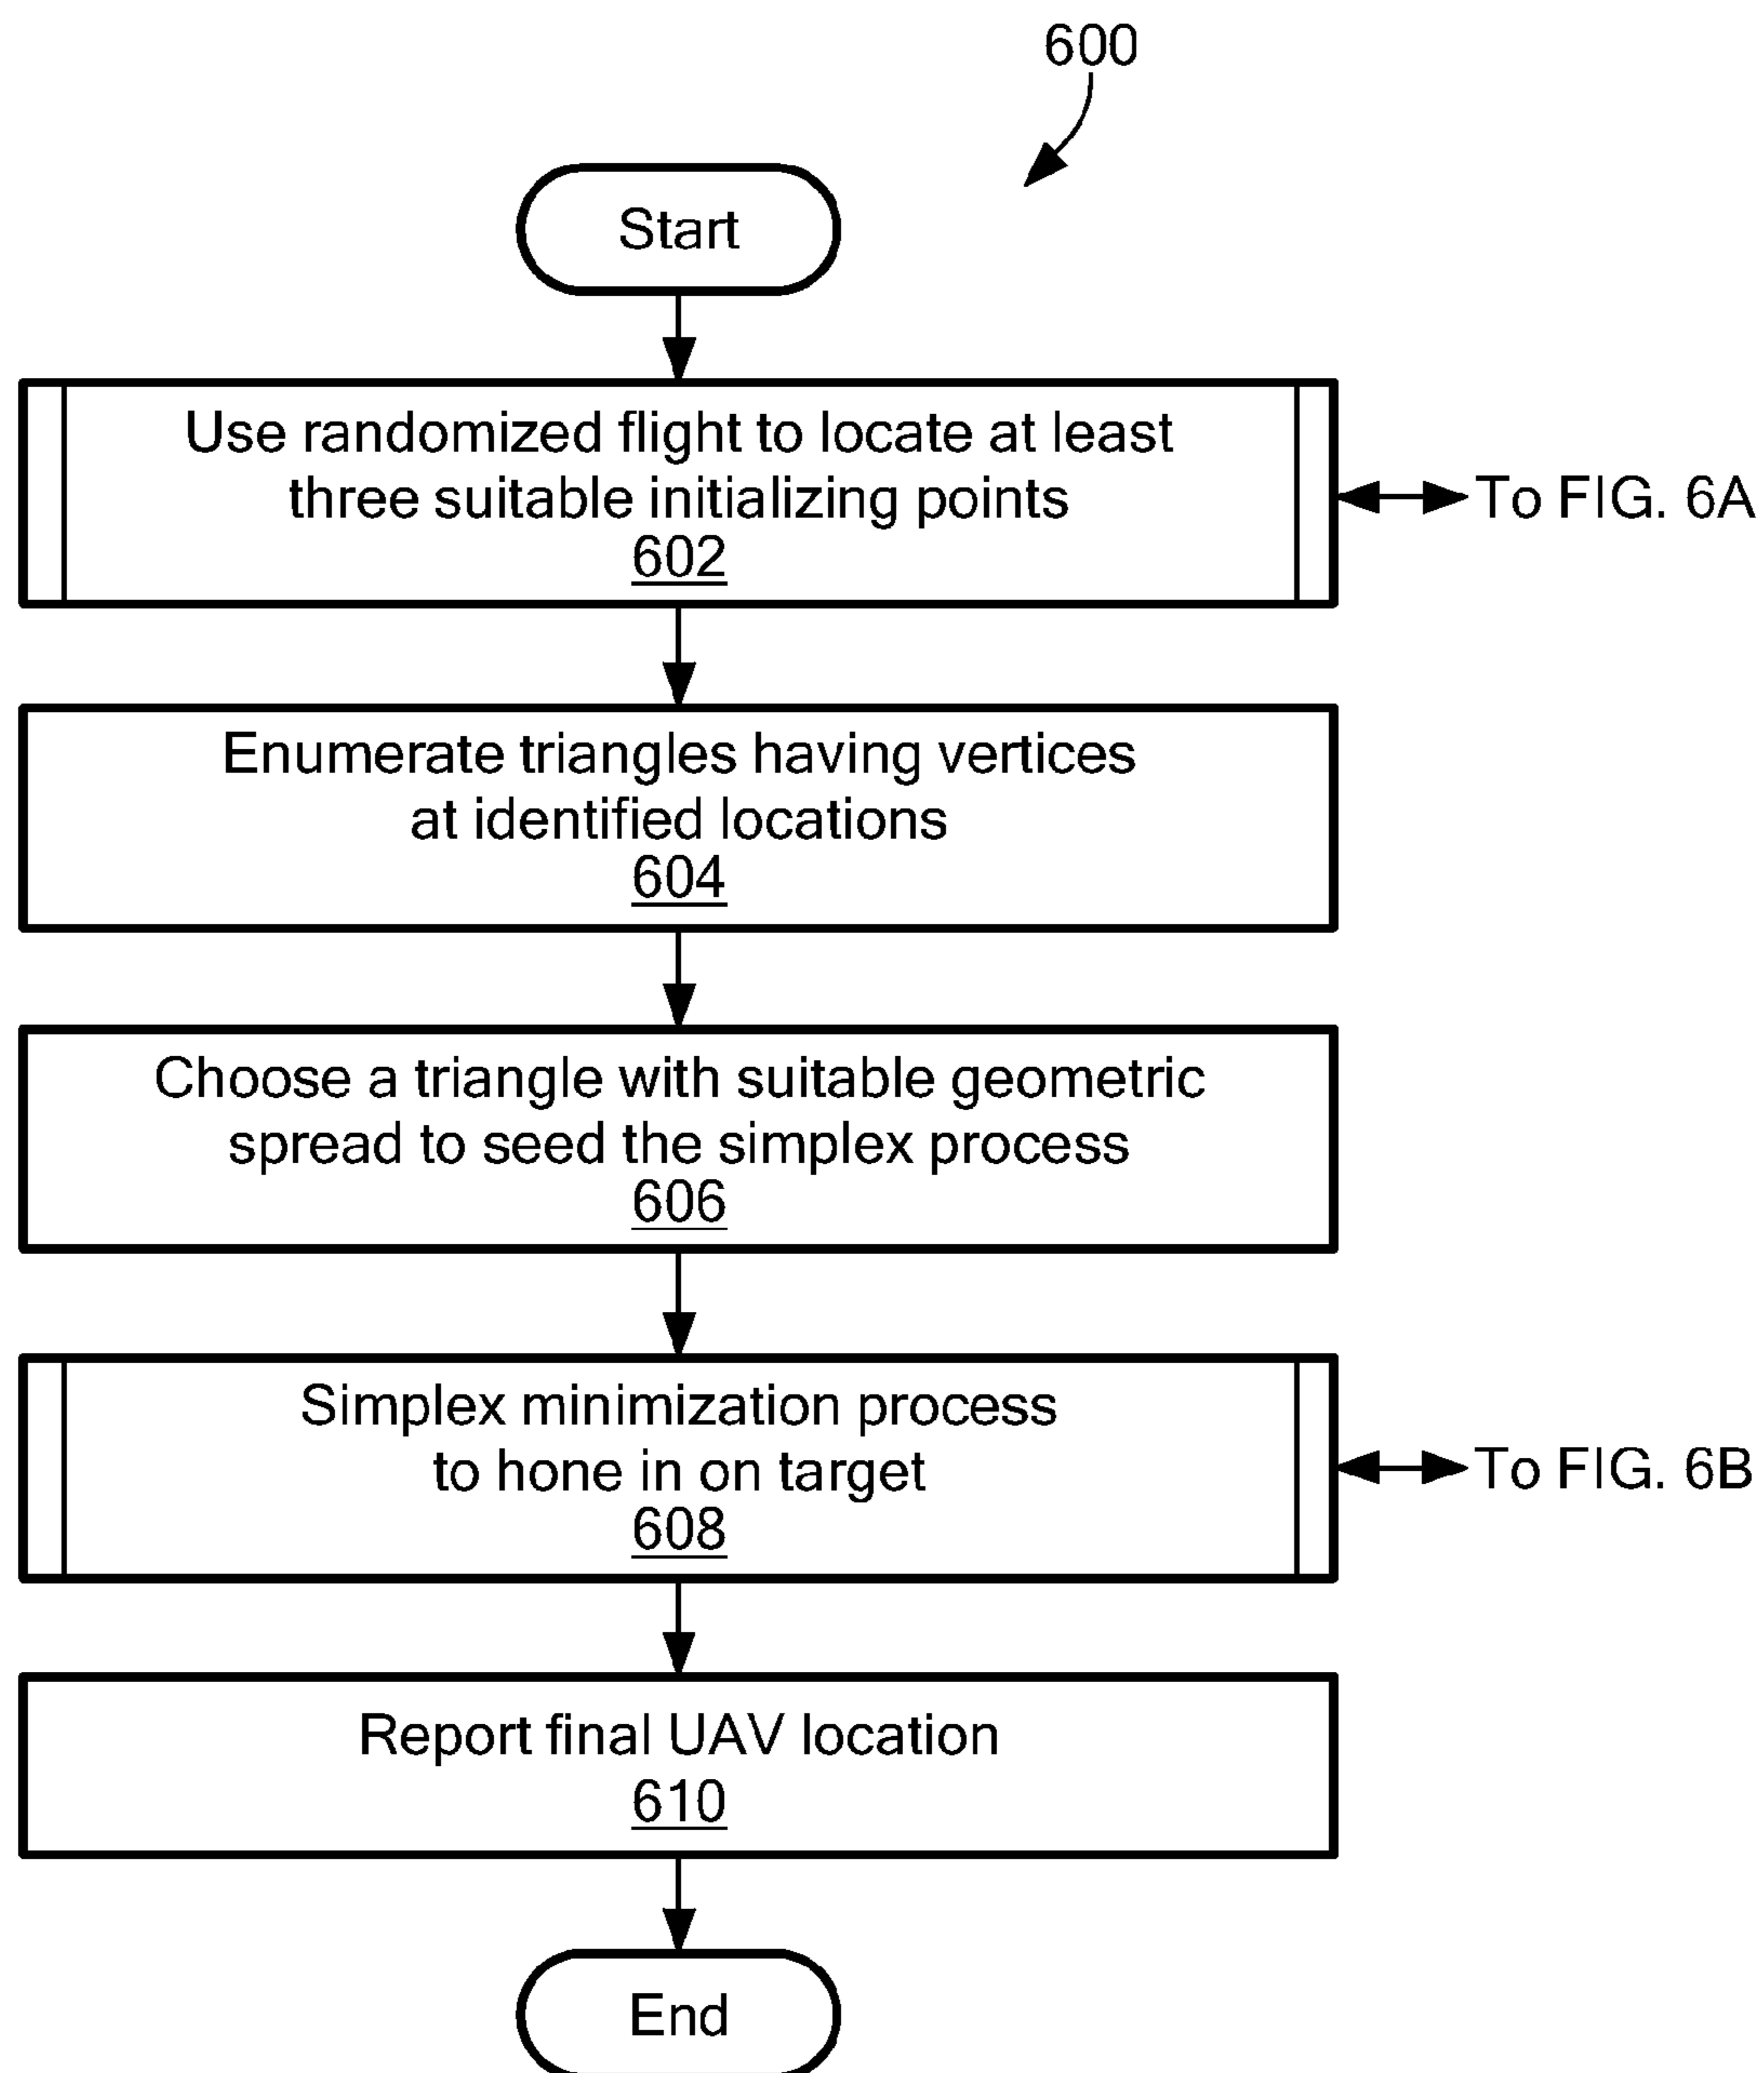 600
Start
Use randomized flight to locate at least
three suitable initializing points
602
To FIG. 6A
Enumerate triangles having vertices
at identified locations
604
Choose a triangle with suitable geometric
spread to seed the simplex process
606
Simplex minimization process
to hone in on target
608
To FIG. 6B
Report final UAV location
610
End